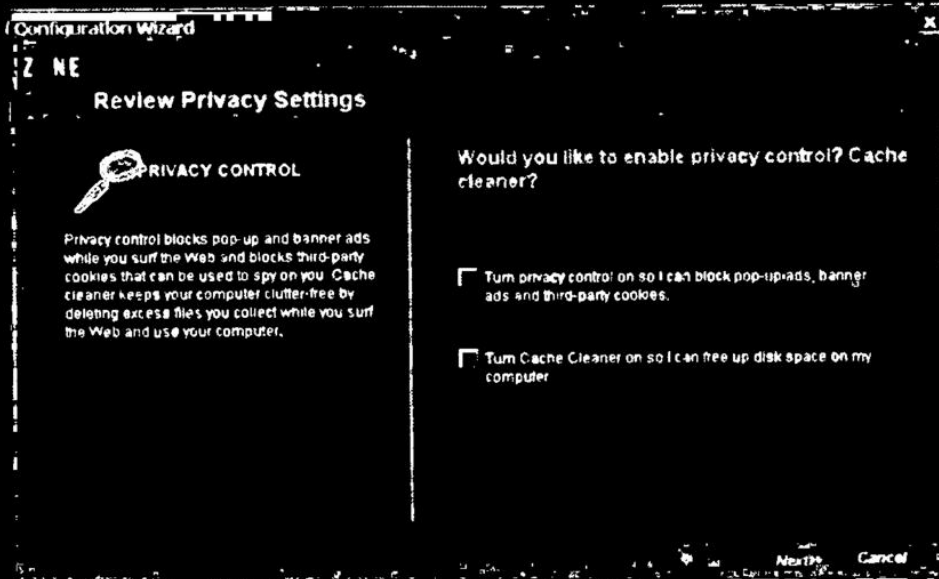 Configuration Wizard
Z NE
Review Privacy Settings
PRIVACY CONTROL
Privacy control blocks pop-up and banner ads
while you surf the Web and blocks third-party
cookies that can be used to spy on you. Cache
cleaner keeps your computer clutter-free by
deleting excess files you collect while you surf
the Web and use your computer.
Would you like to enable privacy control? Cache
cleaner?
Turn privacy control on so I can block pop-up ads, banner
ads and third-party cookies.
Turn Cache Cleaner on so I can free up disk space on my
computer
Next>
Cancel